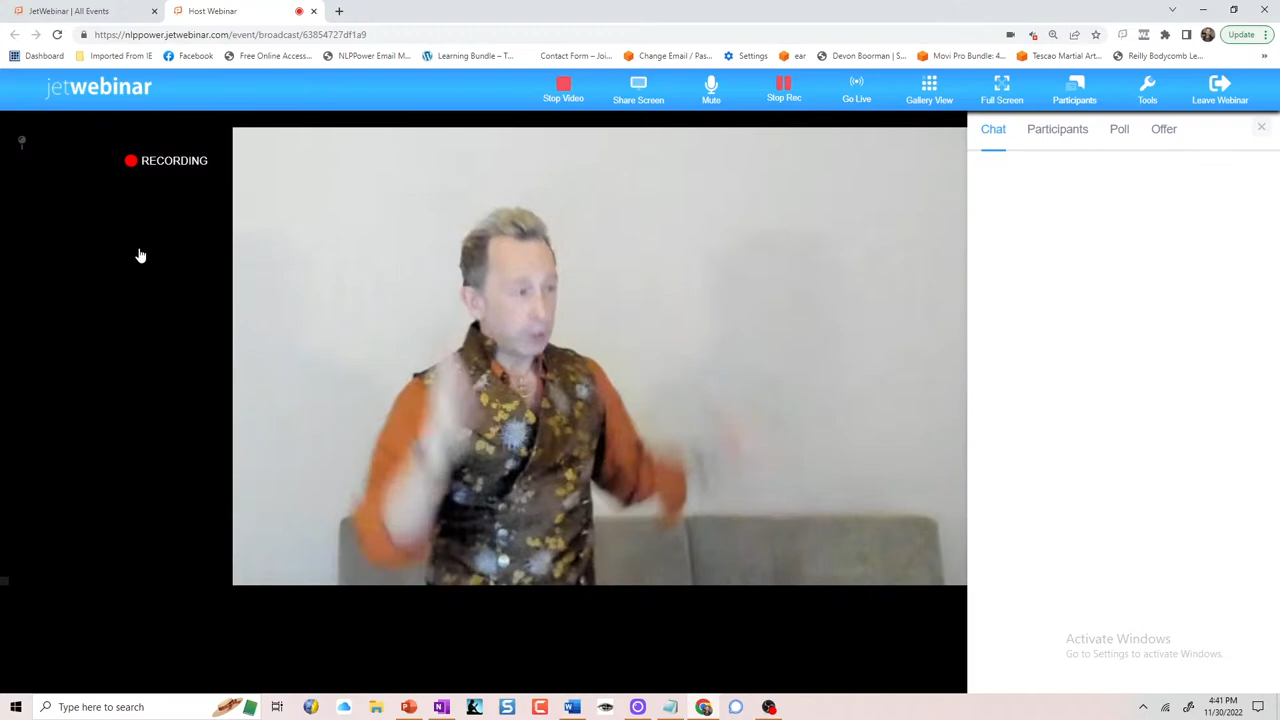 JetWebinar | All Events
Host Webinar
https://nlppower.jetwebinar.com/event/broadcast/63854727df1a9
Update
Dashboard
Imported From IE
Facebook
Free Online Access...
NLPPower Email M...
Learning Bundle – T...
Contact Form – Jo...
Change Email / Pas...
Settings
ear
Devon Boorman | S...
Movi Pro Bundle: 4...
Tescao Martial Art...
Reilly Bodycomb Le...
jetwebinar
Stop Video
Share Screen
Mute
Stop Rec
Go Live
Gallery View
Full Screen
Participants
Tools
Leave Webinar
Chat
Participants
Poll
Offer
RECORDING
Activate Windows
Go to Settings to activate Windows.
Type here to search
4:41 PM
11/30/2022